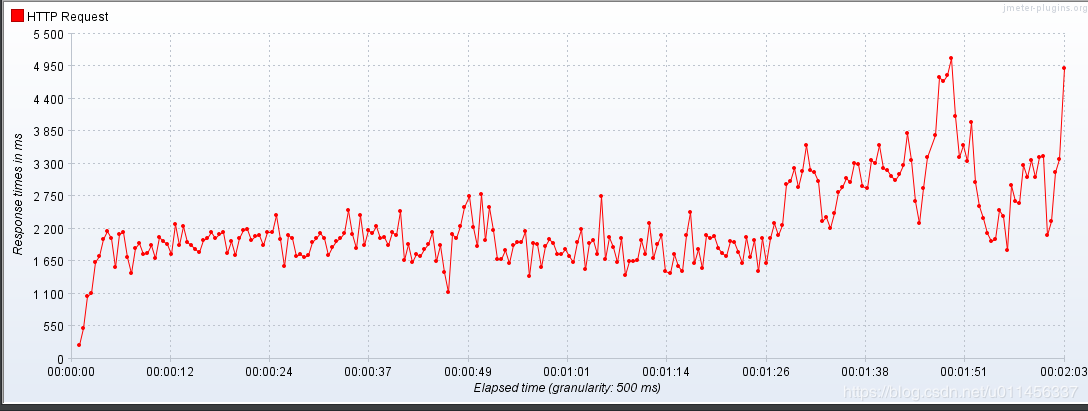 jmeter-plugins.org
HTTP Request
5 500
4 950
4 400
3 850
3 300
2 750
2 200
1 650
1 100
550
0
Response times in ms
00:00:00 00:00:12 00:00:24 00:00:37 00:00:49 00:01:01 00:01:14 00:01:26 00:01:38 00:01:51 00:02:03
Elapsed time (granularity: 500 ms)
https://blog.csdn.net/u011456337